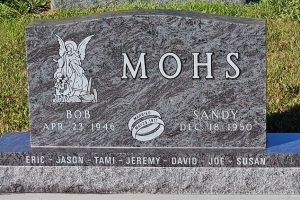 MOHS
BOB
APR. 23 1946
SANDY
DEC. 18, 1950
ERIC - JASON - TAMI - JEREMY - DAVID - JOE - SUSAN